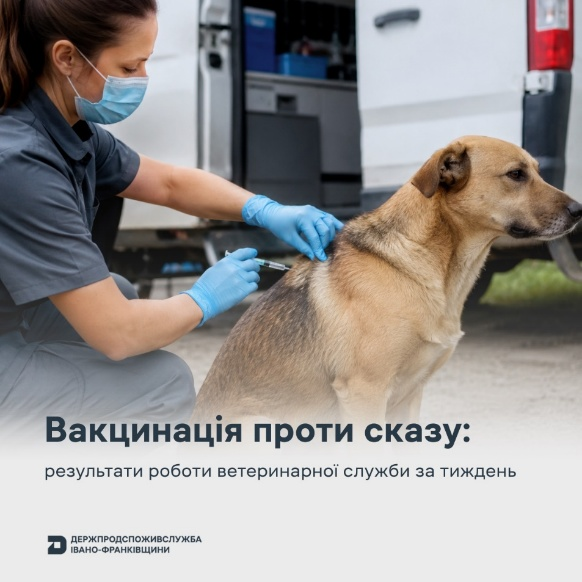 Вакцинація проти сказу:
результати роботи ветеринарної служби за тиждень
ДЕРЖПРОДСПОЖИВСЛУЖБА
ІВАНО-ФРАНКІВЩИНИ